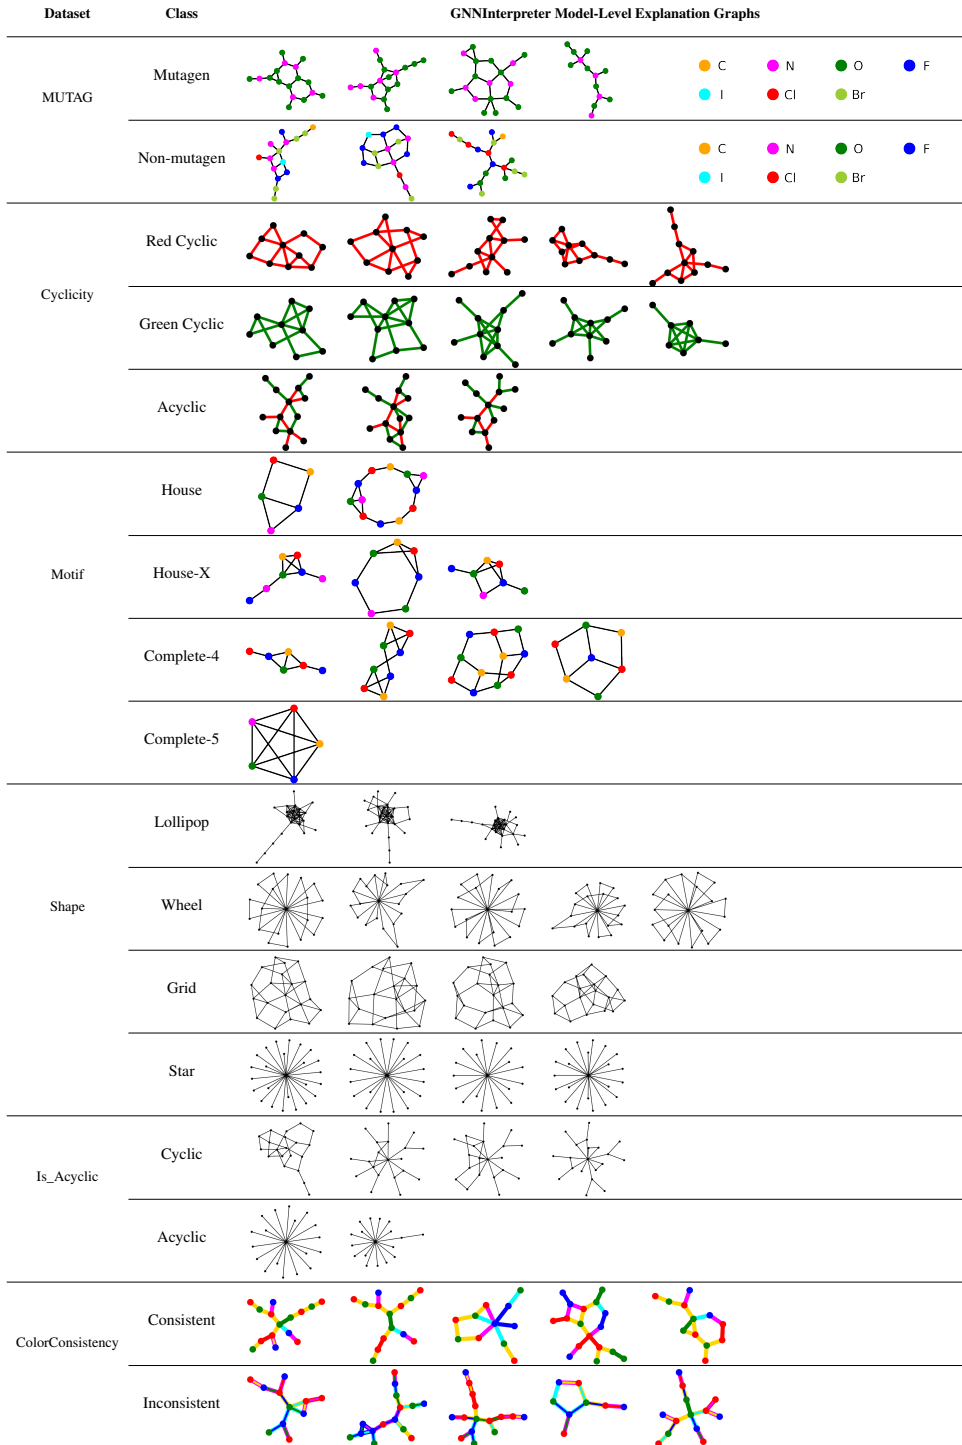 Dataset Class GNNInterpreter Model-Level Explanation Graphs
MUTAG
Mutagen
C N O F
I Cl Br
Non-mutagen
C N O F
I Cl Br
Cyclicity
Red Cyclic
Green Cyclic
Acyclic
Motif
House
House-X
Complete-4
Complete-5
Shape
Lollipop
Wheel
Grid
Star
Is_Acyclic
Cyclic
Acyclic
ColorConsistency
Consistent
Inconsistent